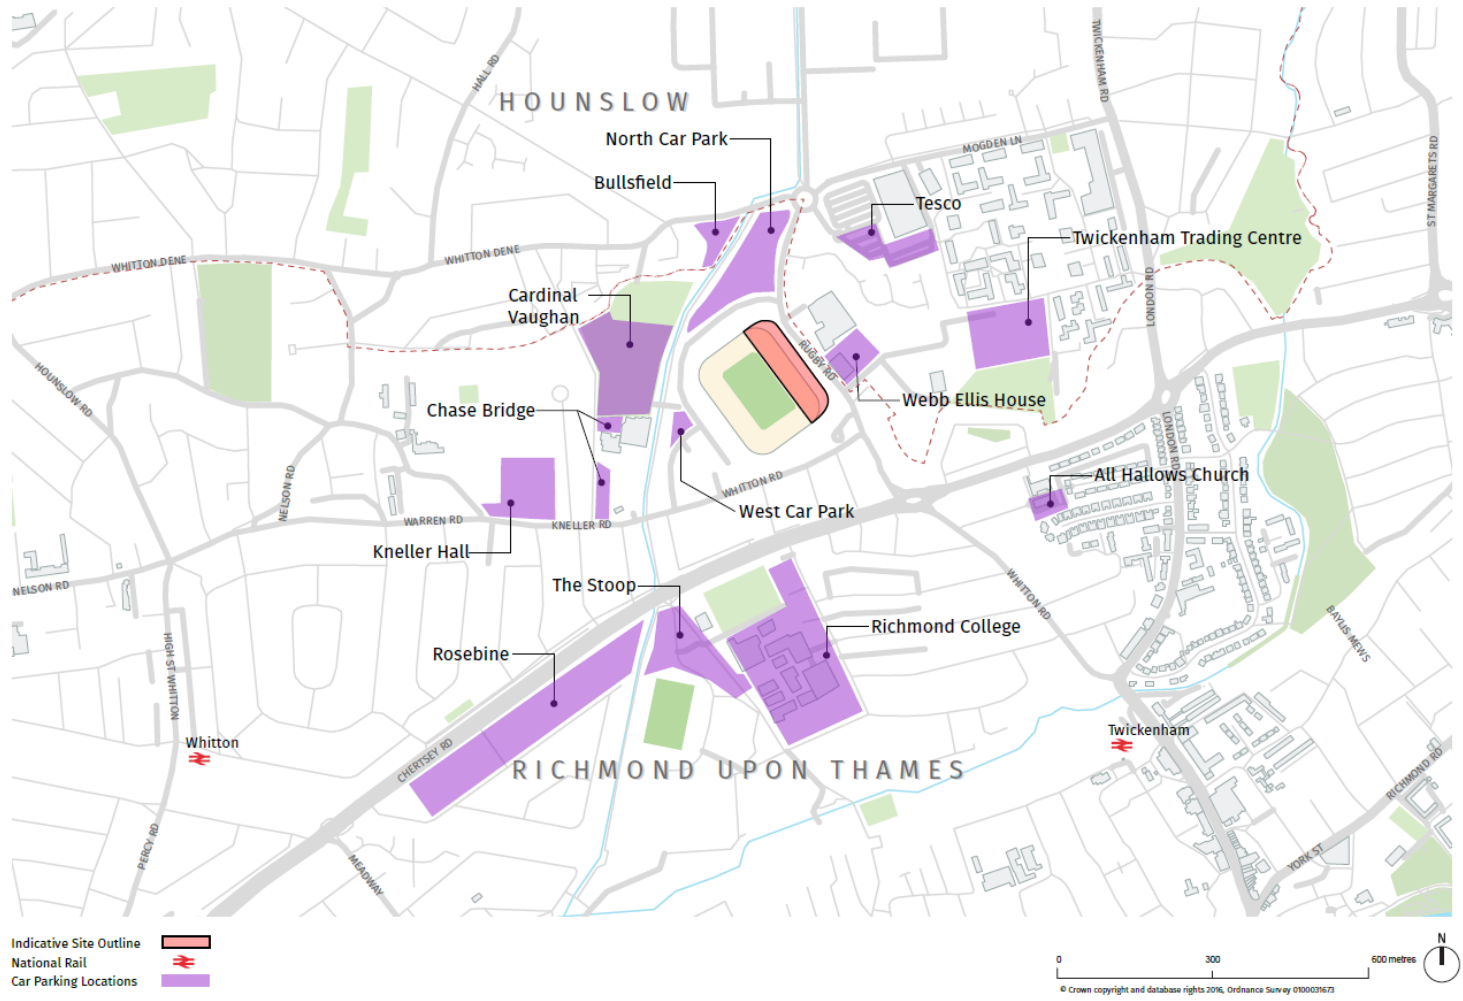 TWICKENHAM RD
HALL RD
HOUNSLOW
North Car Park
MOGDEN LN
ST MARGARETS RD
Bullsfield
Tesco
Twickenham Trading Centre
WHITTON DENE
WHITTON DENE
Cardinal
Vaughan
LONDON RD
RUGBY RD
HOUNSLOW RD
Webb Ellis House
Chase Bridge
LONDON RD
All Hallows Church
NELSON RD
WHITTON RD
West Car Park
WARREN RD
KNELLER RD
Kneller Hall
NELSON RD
The Stoop
WHITTON RD
Richmond College
BAYLIS MEWS
HIGH ST WHITTON
Rosebine
Whitton
Twickenham
CHERTSEY RD
RICHMOND UPON THAMES
RICHMOND RD
PERCY RD
MEADWAY
YORK ST
Indicative Site Outline
National Rail
Car Parking Locations
N
0 300 600 metres
© Crown copyright and database rights 2016, Ordnance Survey 0100031673